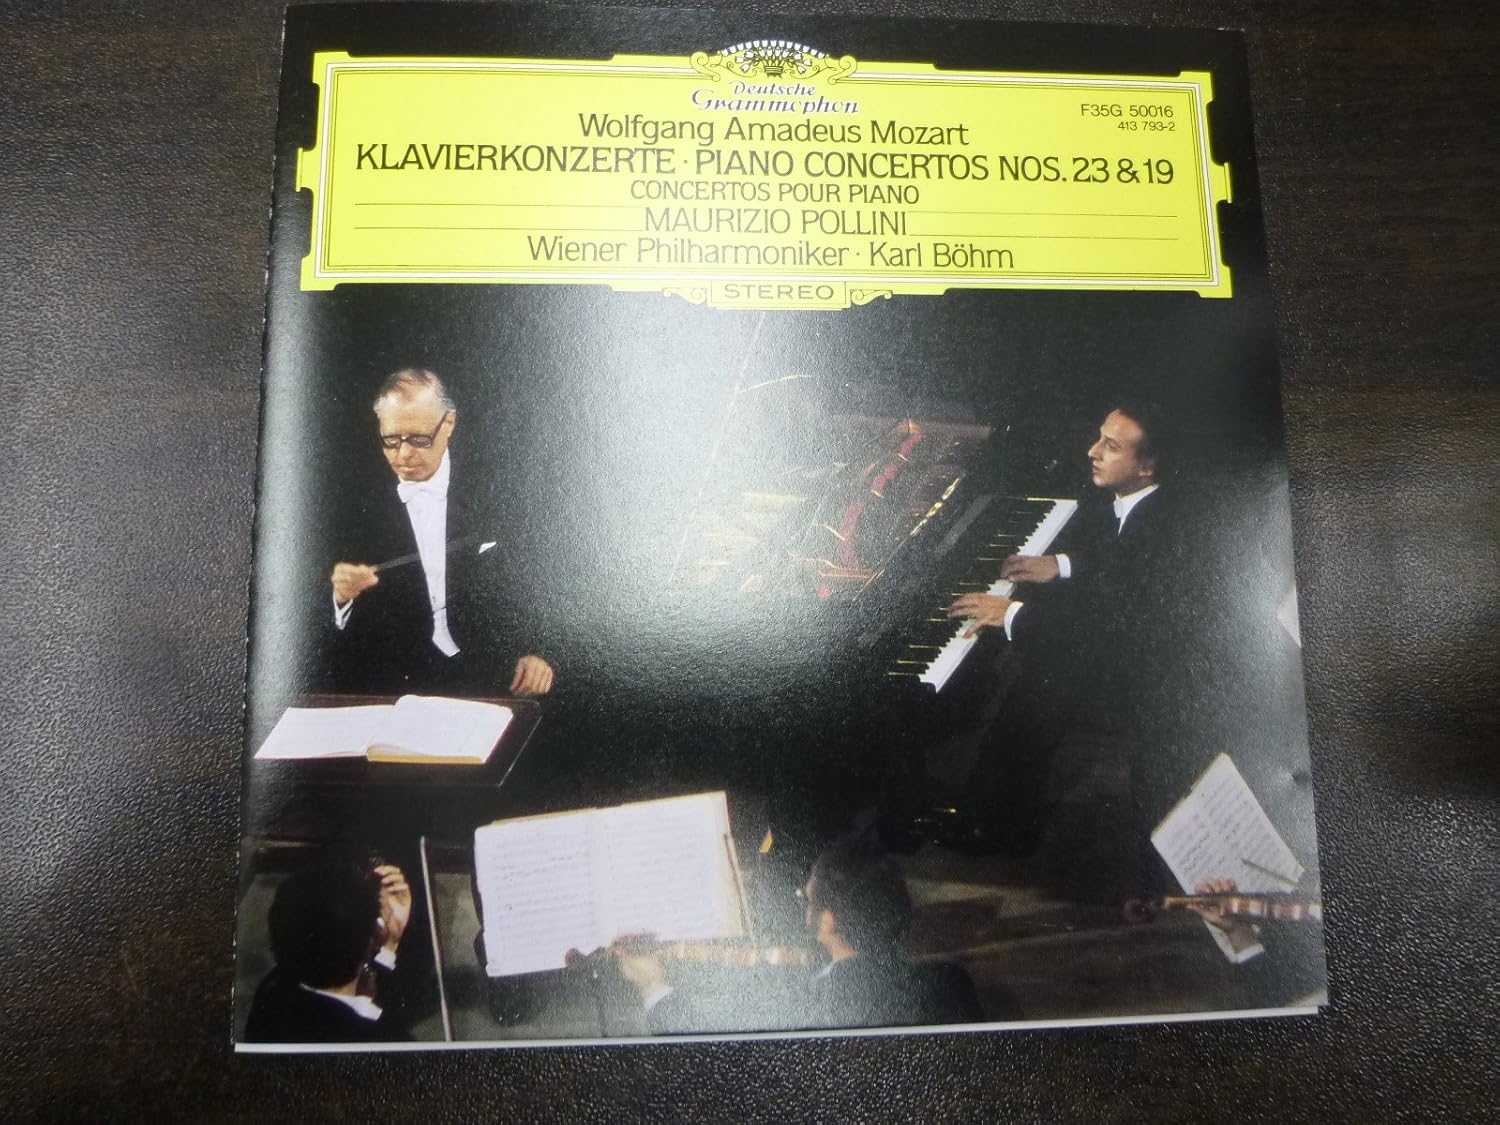 Deutsche
Grammophon
F35G 50016
413 793-2
Wolfgang Amadeus Mozart
KLAVIERKONZERTE · PIANO CONCERTOS NOS. 23 & 19
CONCERTOS POUR PIANO
MAURIZIO POLLINI
Wiener Philharmoniker · Karl Böhm
STEREO